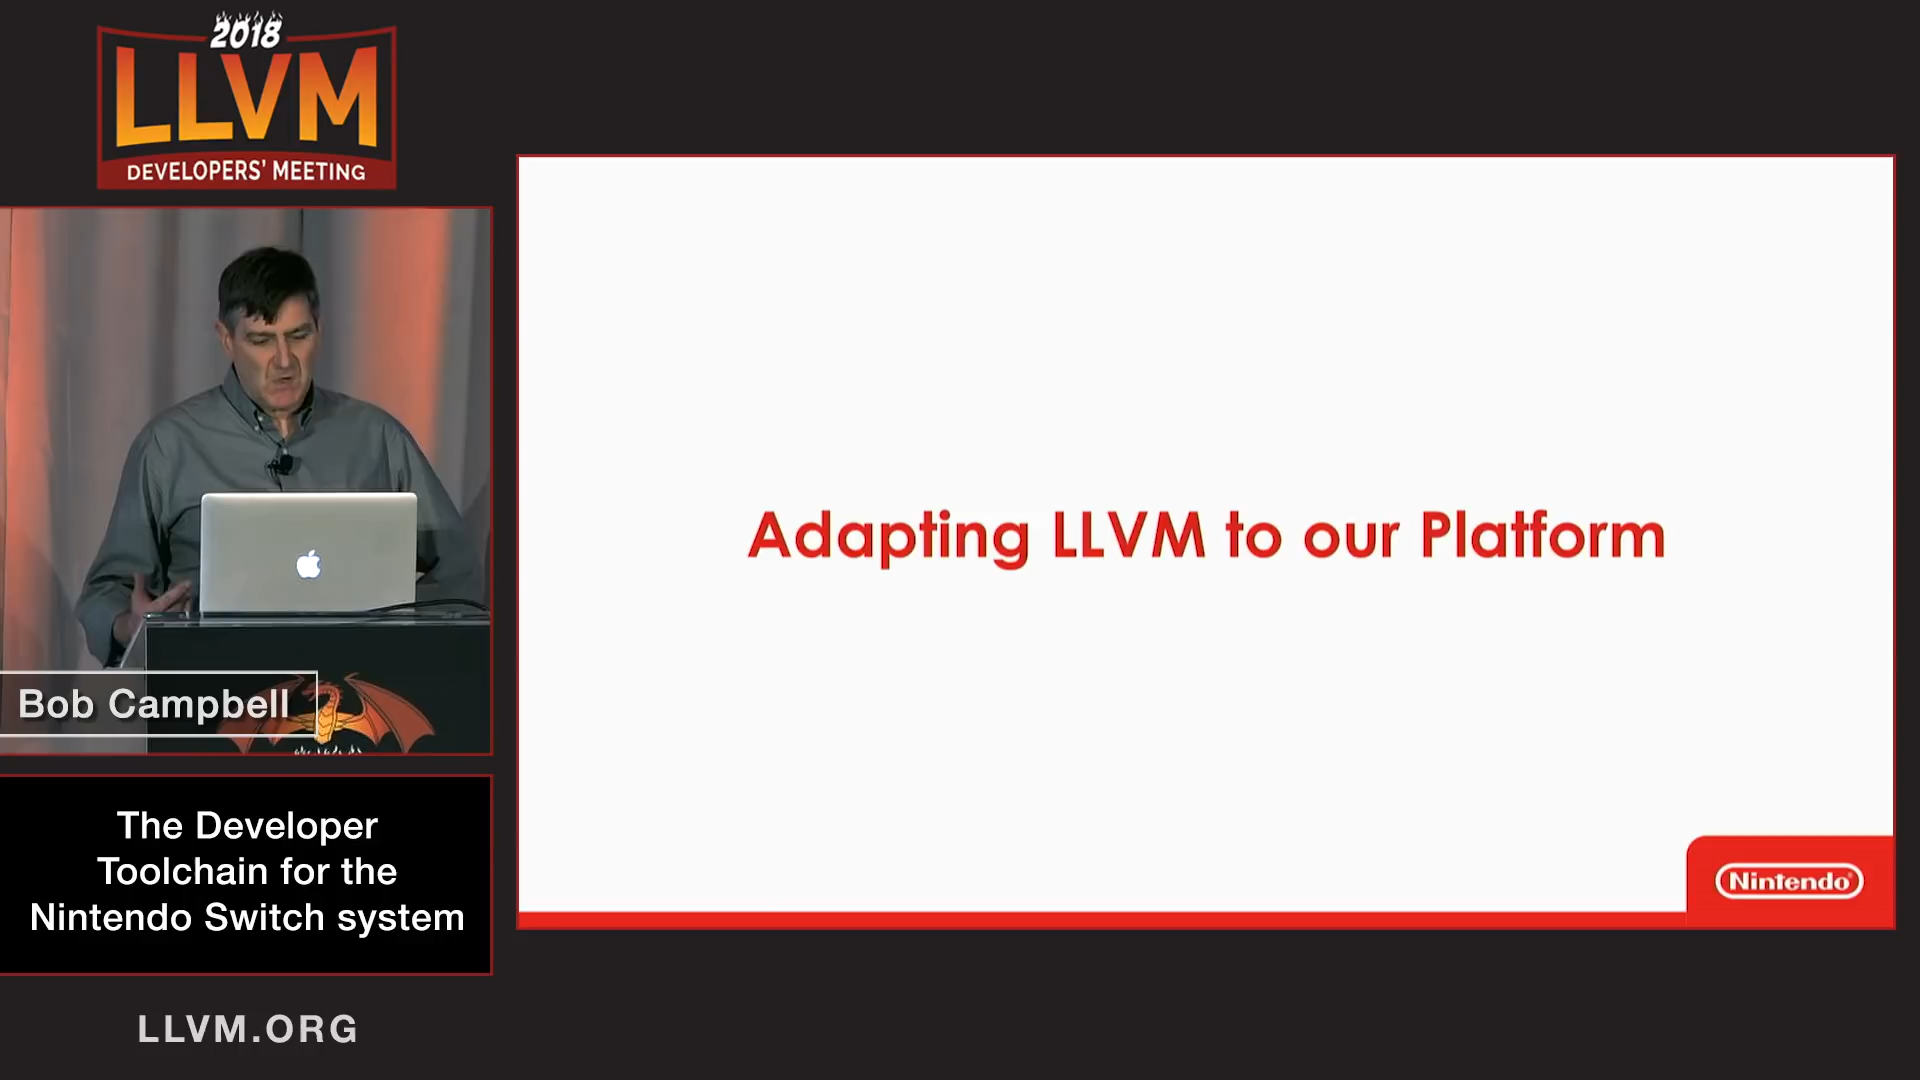 2018
LLVM
DEVELOPERS' MEETING
Adapting LLVM to our Platform
Bob Campbell
The Developer
Toolchain for the
Nintendo Switch system
Nintendo
LLVM.ORG